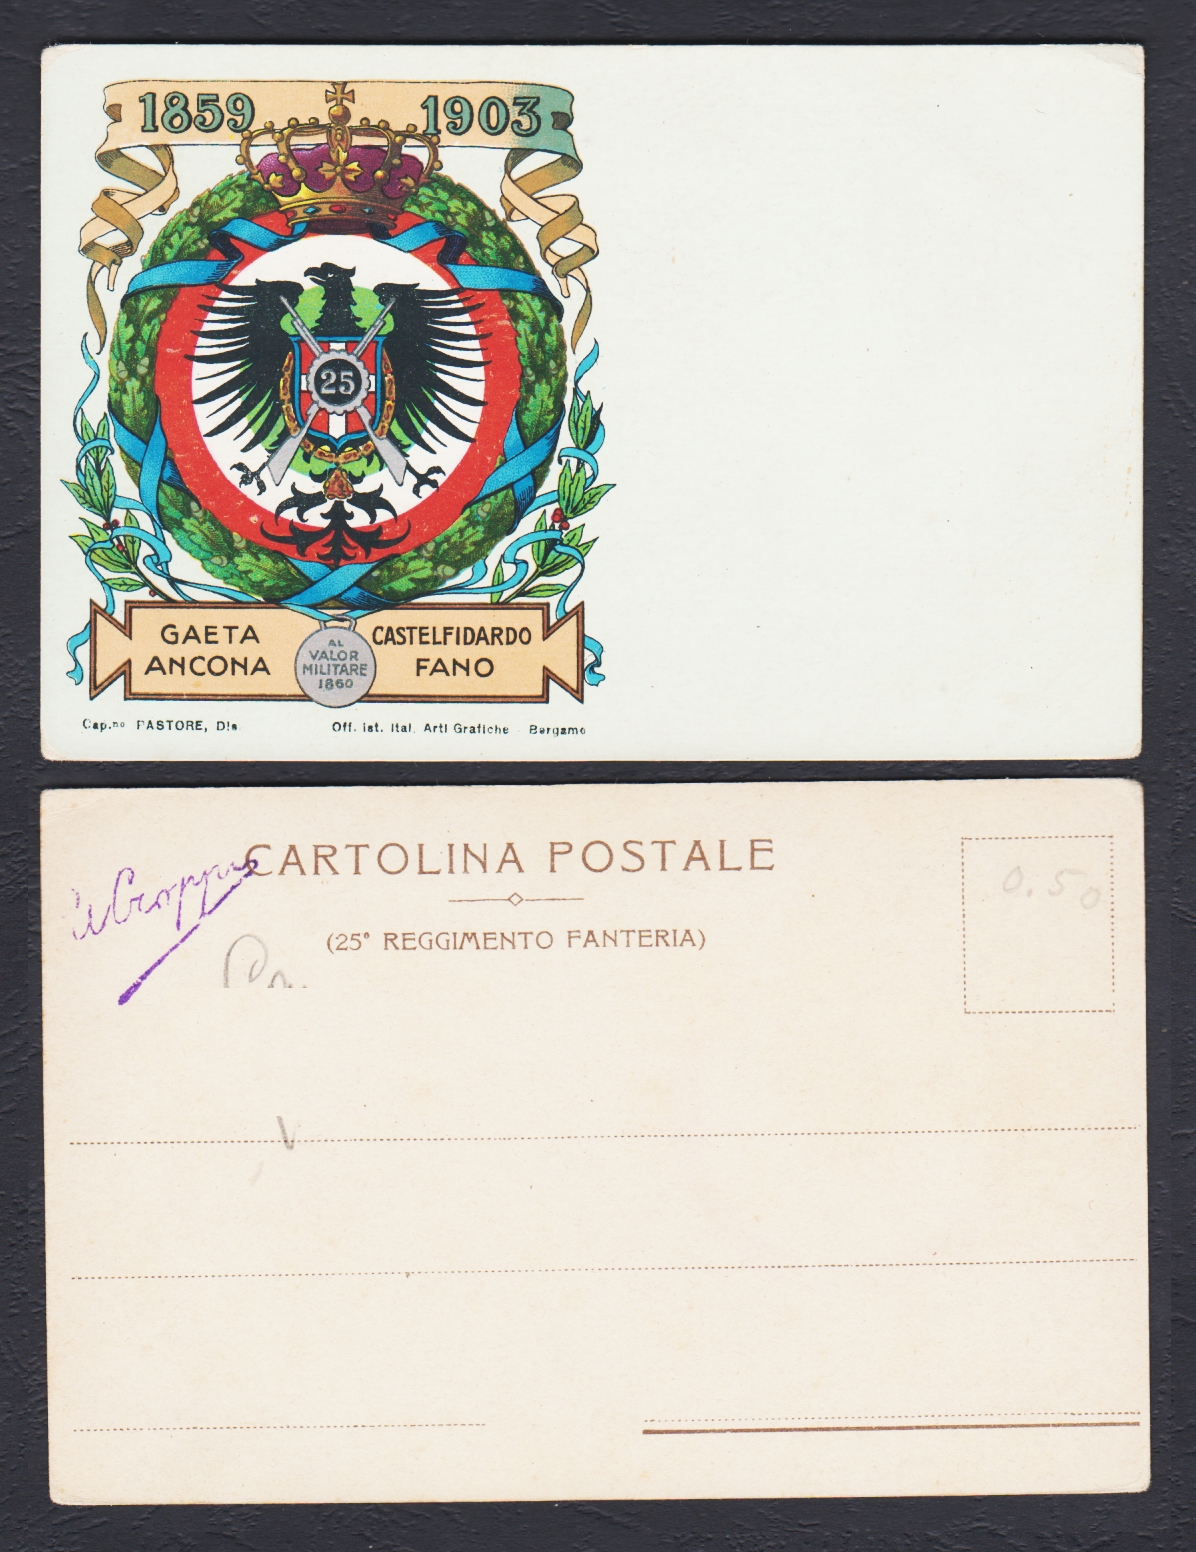 1859 1903
25
GAETA CASTELFIDARDO
ANCONA FANO
AL
VALOR
MILITARE
1860
Cap.no PASTORE, Dis. Off. ist. Ital. Arti Grafiche - Bergamo
CARTOLINA POSTALE
0.50
(25° REGGIMENTO FANTERIA)